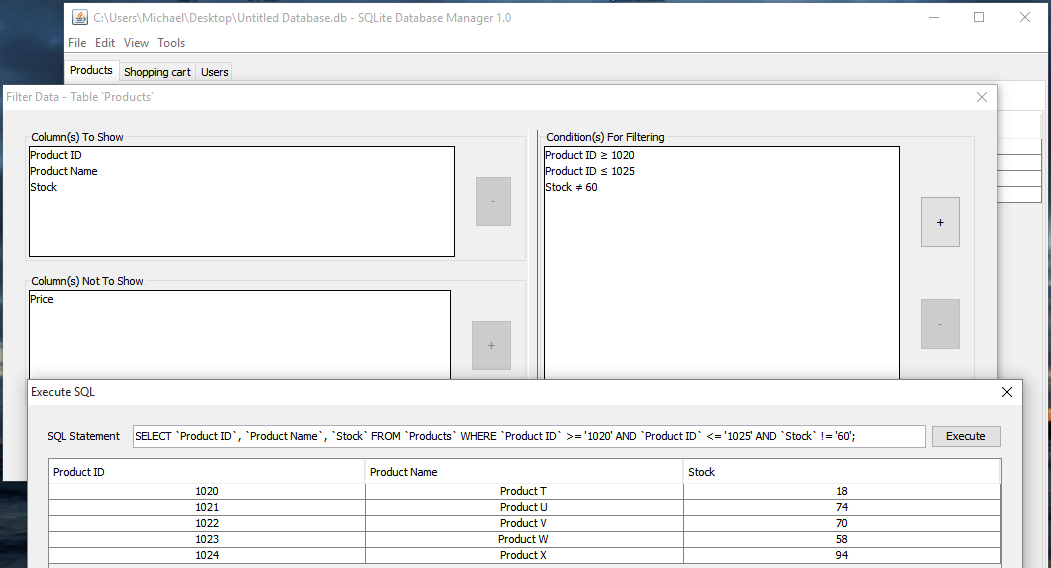 C:\Users\Michael\Desktop\Untitled Database.db - SQLite Database Manager 1.0
File Edit View Tools
Products Shopping cart Users
Filter Data - Table `Products`
Column(s) To Show
Product ID
Product Name
Stock
-
Column(s) Not To Show
Price
+
Condition(s) For Filtering
Product ID ≥ 1020
Product ID ≤ 1025
Stock ≠ 60
+
-
Execute SQL
SQL Statement SELECT `Product ID`, `Product Name`, `Stock` FROM `Products` WHERE `Product ID` >= '1020' AND `Product ID` <= '1025' AND `Stock` != '60'; Execute
Product ID Product Name Stock
1020 Product T 18
1021 Product U 74
1022 Product V 70
1023 Product W 58
1024 Product X 94